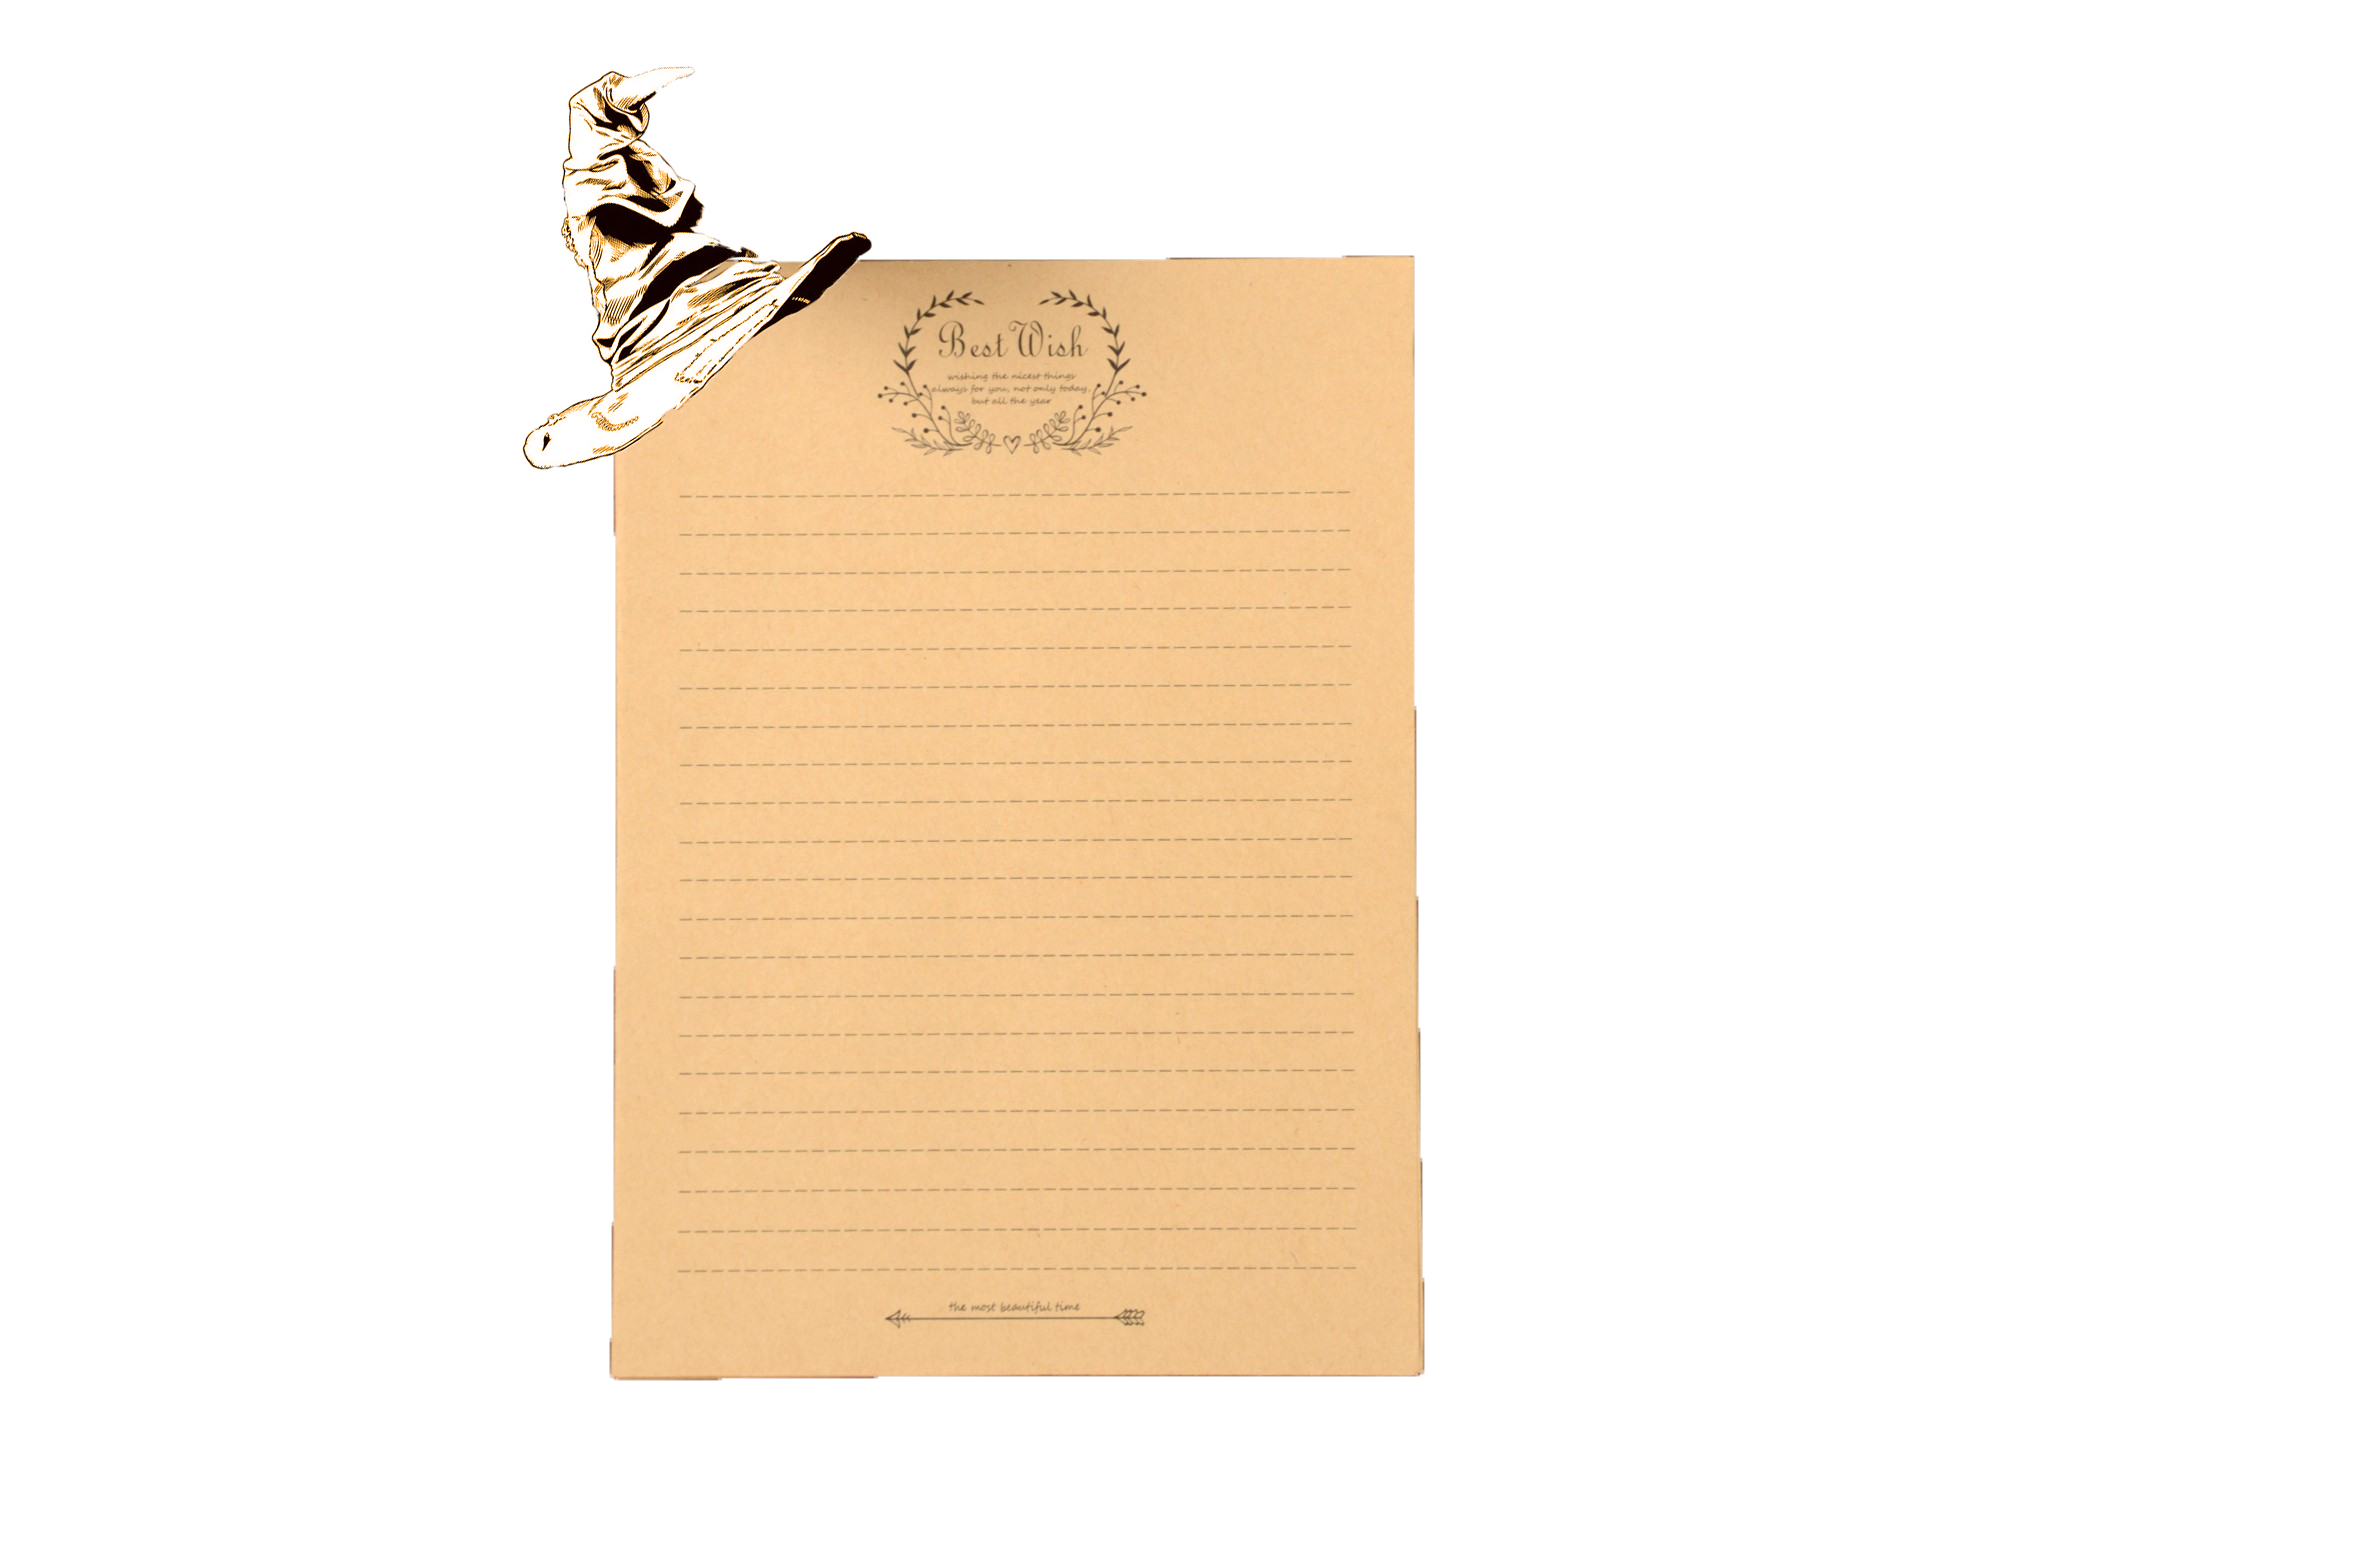 Best Wish
wishing the nicest things
always for you, not only today,
but all the year
the most beautiful time